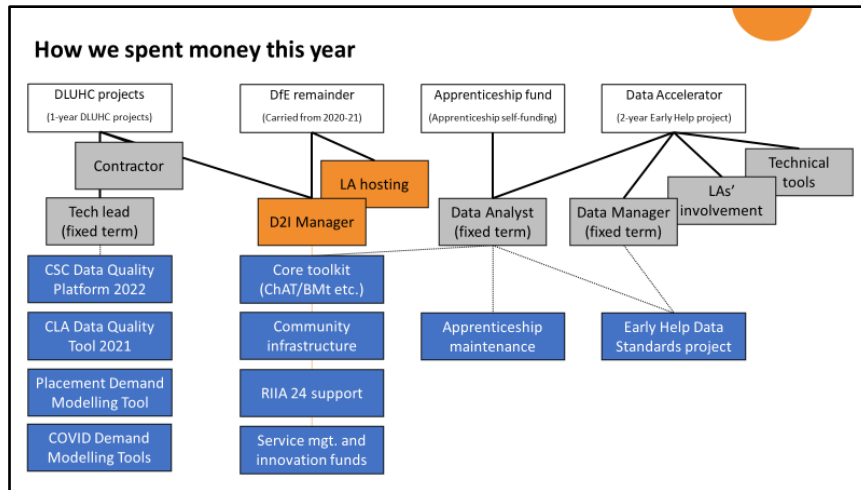 How we spent money this year
DLUHC projects
(1-year DLUHC projects)
DfE remainder
(Carried from 2020-21)
Apprenticeship fund
(Apprenticeship self-funding)
Data Accelerator
(2-year Early Help project)
Contractor
LA hosting
Technical
tools
LAs'
involvement
Tech lead
(fixed term)
D2I Manager
Data Analyst
(fixed term)
Data Manager
(fixed term)
CSC Data Quality
Platform 2022
Core toolkit
(ChAT/BMt etc.)
CLA Data Quality
Tool 2021
Community
infrastructure
Apprenticeship
maintenance
Early Help Data
Standards project
Placement Demand
Modelling Tool
RIIA 24 support
COVID Demand
Modelling Tools
Service mgt. and
innovation funds